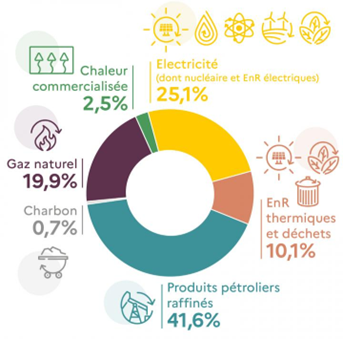 Electricité
(dont nucléaire et EnR électriques)
25,1%
Chaleur
commercialisée
2,5%
Gaz naturel
19,9%
Charbon
0,7%
EnR
thermiques
et déchets
10,1%
Produits pétroliers
raffinés
41,6%